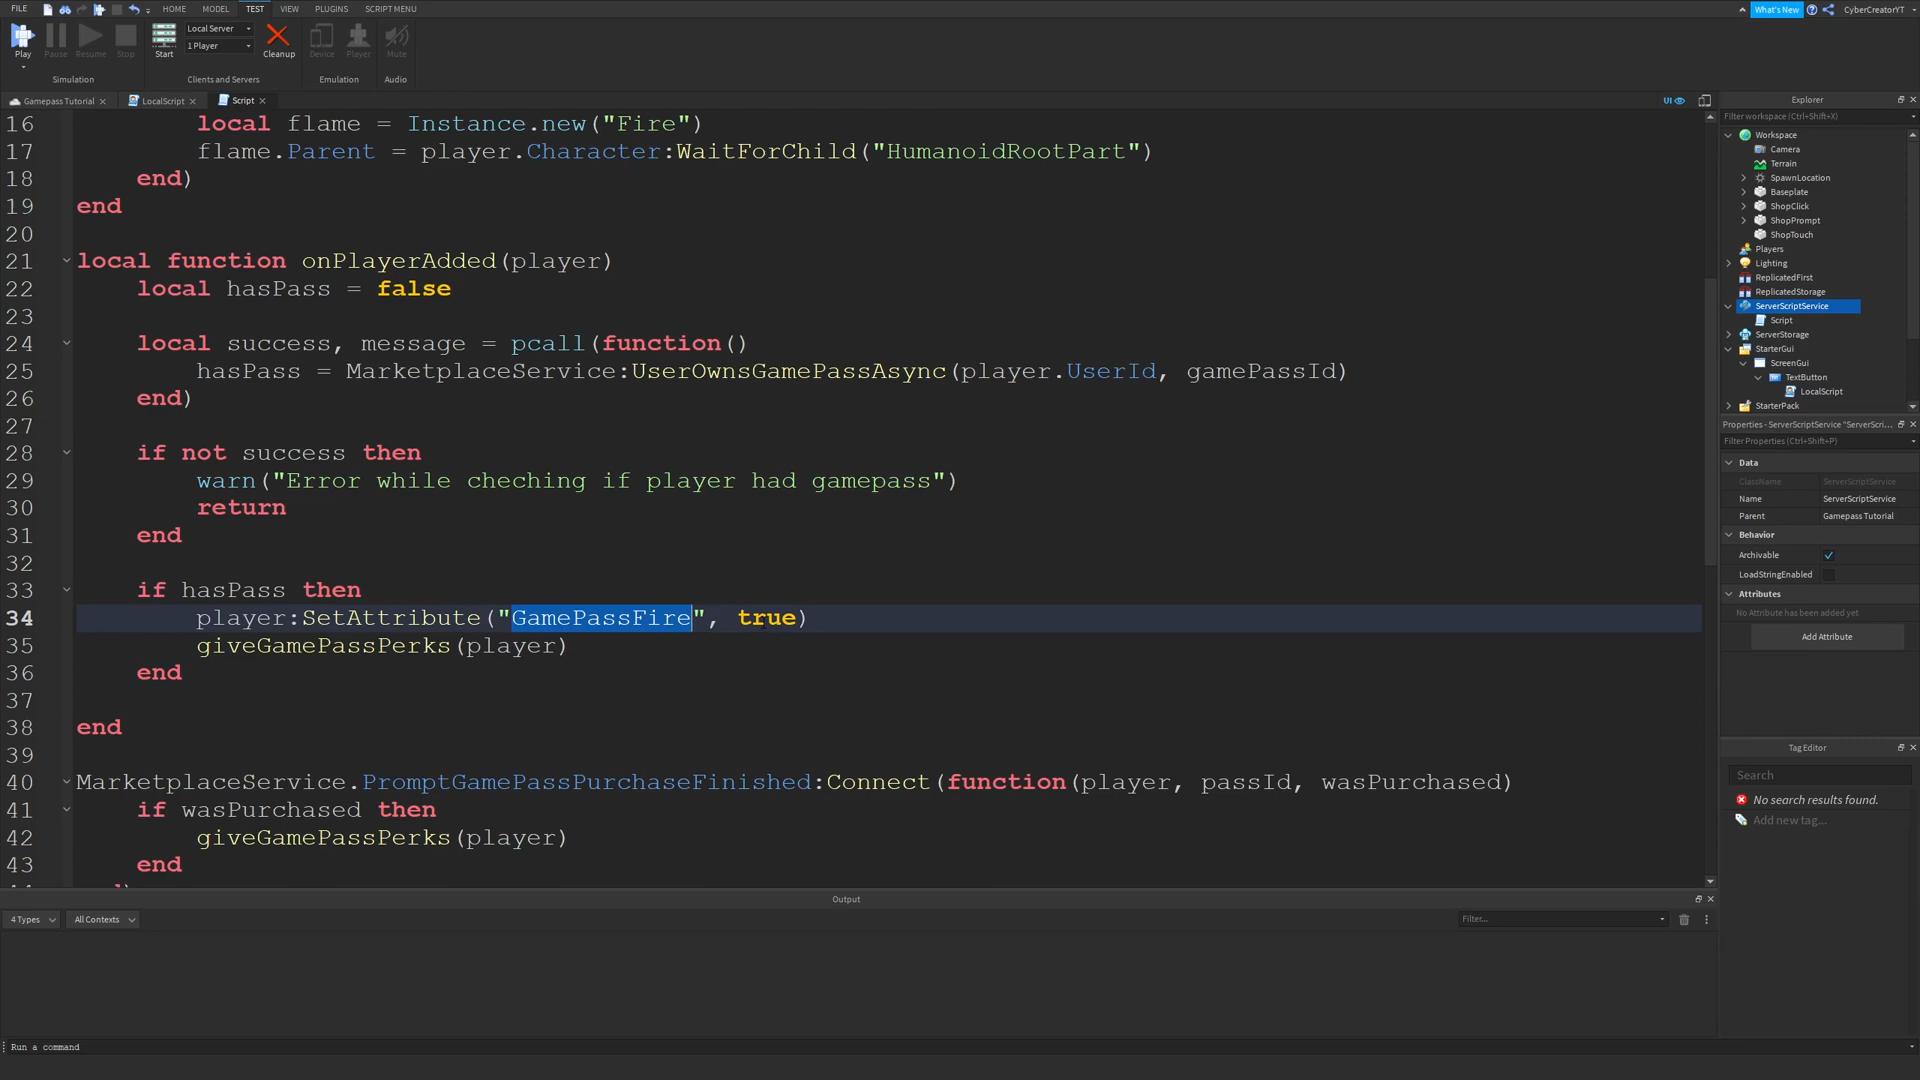 FILE HOME MODEL TEST VIEW PLUGINS SCRIPT MENU What's New CyberCreatorYT
Local Server
1 Player
Play Pause Resume Stop Start Cleanup Device Player Mute
Simulation Clients and Servers Emulation Audio
Gamepass Tutorial LocalScript Script UI
16 local flame = Instance.new("Fire")
17 flame.Parent = player.Character:WaitForChild("HumanoidRootPart")
18 end)
19 end
20
21 local function onPlayerAdded(player)
22 local hasPass = false
23
24 local success, message = pcall(function()
25 hasPass = MarketplaceService:UserOwnsGamePassAsync(player.UserId, gamePassId)
26 end)
27
28 if not success then
29 warn("Error while cheching if player had gamepass")
30 return
31 end
32
33 if hasPass then
34 player:SetAttribute("GamePassFire", true)
35 giveGamePassPerks(player)
36 end
37
38 end
39
40 MarketplaceService.PromptGamePassPurchaseFinished:Connect(function(player, passId, wasPurchased)
41 if wasPurchased then
42 giveGamePassPerks(player)
43 end
Output
4 Types All Contexts Filter...
Run a command
Explorer
Filter workspace (Ctrl+Shift+X)
Workspace
Camera
Terrain
SpawnLocation
Baseplate
ShopClick
ShopPrompt
ShopTouch
Players
Lighting
ReplicatedFirst
ReplicatedStorage
ServerScriptService
Script
ServerStorage
StarterGui
ScreenGui
TextButton
LocalScript
StarterPack
Properties - ServerScriptService "ServerScri...
Filter Properties (Ctrl+Shift+P)
Data
ClassName ServerScriptService
Name ServerScriptService
Parent Gamepass Tutorial
Behavior
Archivable
LoadStringEnabled
Attributes
No Attribute has been added yet
Add Attribute
Tag Editor
Search
No search results found.
Add new tag...